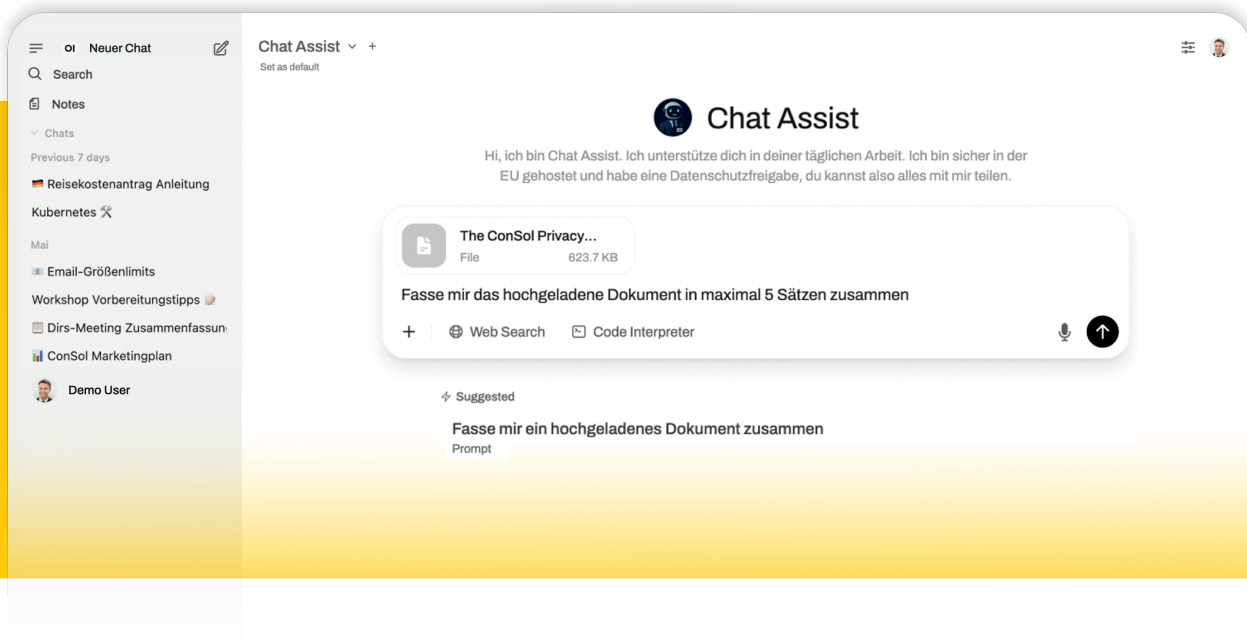 OI Neuer Chat
Search
Notes
Chats
Previous 7 days
Reisekostenantrag Anleitung
Kubernetes 🛠
Mai
📧 Email-Größenlimits
Workshop Vorbereitungstipps 📝
📋 Dirs-Meeting Zusammenfassun
📊 ConSol Marketingplan
Demo User
Chat Assist +
Set as default
Chat Assist
Hi, ich bin Chat Assist. Ich unterstütze dich in deiner täglichen Arbeit. Ich bin sicher in der
EU gehostet und habe eine Datenschutzfreigabe, du kannst also alles mit mir teilen.
The ConSol Privacy...
File 623.7 KB
Fasse mir das hochgeladene Dokument in maximal 5 Sätzen zusammen
+ Web Search Code Interpreter
Suggested
Fasse mir ein hochgeladenes Dokument zusammen
Prompt